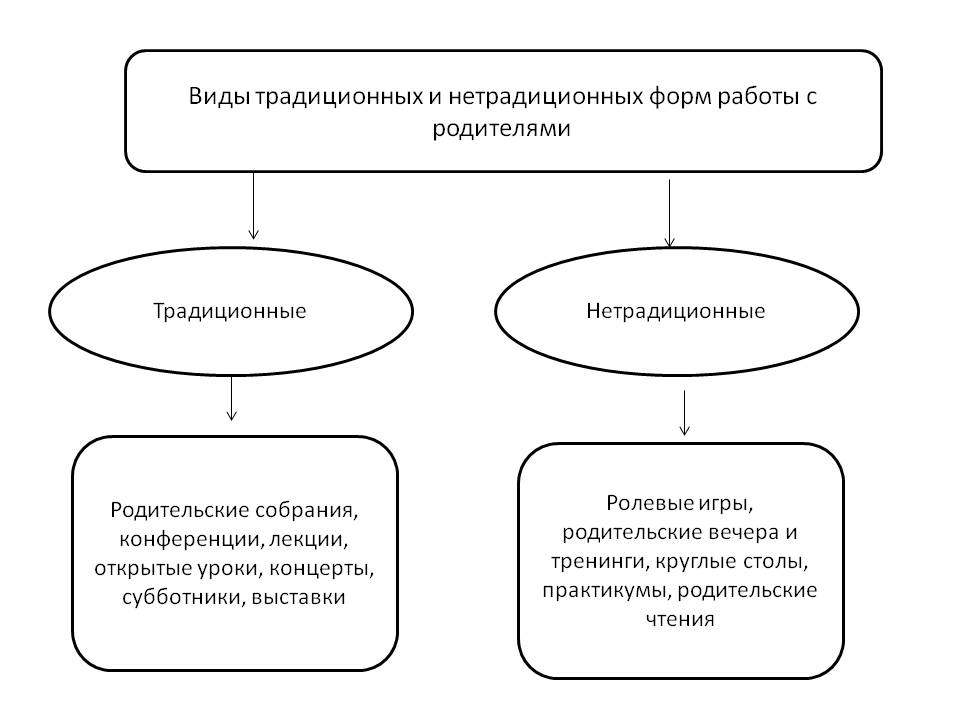 Виды традиционных и нетрадиционных форм работы с
родителями
Традиционные
Нетрадиционные
Родительские собрания,
конференции, лекции,
открытые уроки, концерты,
субботники, выставки
Ролевые игры,
родительские вечера и
тренинги, круглые столы,
практикумы, родительские
чтения